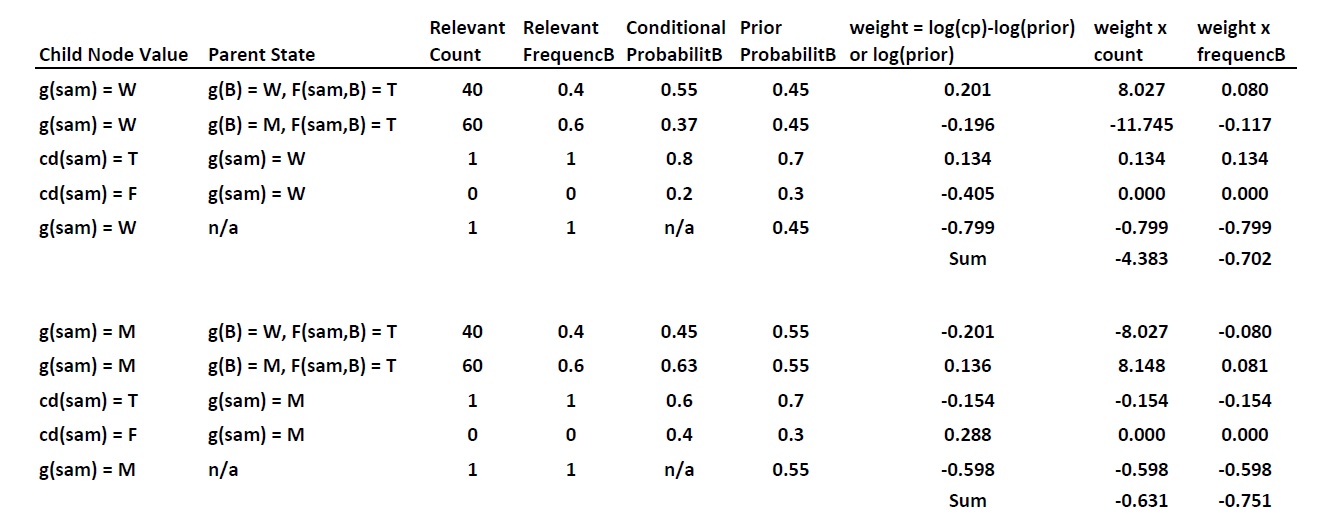 Relevant Relevant Conditional Prior weight = log(cp)-log(prior) weight x weight x
Child Node Value Parent State Count FrequencB ProbabilitB ProbabilitB or log(prior) count frequencB
g(sam) = W g(B) = W, F(sam,B) = T 40 0.4 0.55 0.45 0.201 8.027 0.080
g(sam) = W g(B) = M, F(sam,B) = T 60 0.6 0.37 0.45 -0.196 -11.745 -0.117
cd(sam) = T g(sam) = W 1 1 0.8 0.7 0.134 0.134 0.134
cd(sam) = F g(sam) = W 0 0 0.2 0.3 -0.405 0.000 0.000
g(sam) = W n/a 1 1 n/a 0.45 -0.799 -0.799 -0.799
Sum -4.383 -0.702
g(sam) = M g(B) = W, F(sam,B) = T 40 0.4 0.45 0.55 -0.201 -8.027 -0.080
g(sam) = M g(B) = M, F(sam,B) = T 60 0.6 0.63 0.55 0.136 8.148 0.081
cd(sam) = T g(sam) = M 1 1 0.6 0.7 -0.154 -0.154 -0.154
cd(sam) = F g(sam) = M 0 0 0.4 0.3 0.288 0.000 0.000
g(sam) = M n/a 1 1 n/a 0.55 -0.598 -0.598 -0.598
Sum -0.631 -0.751